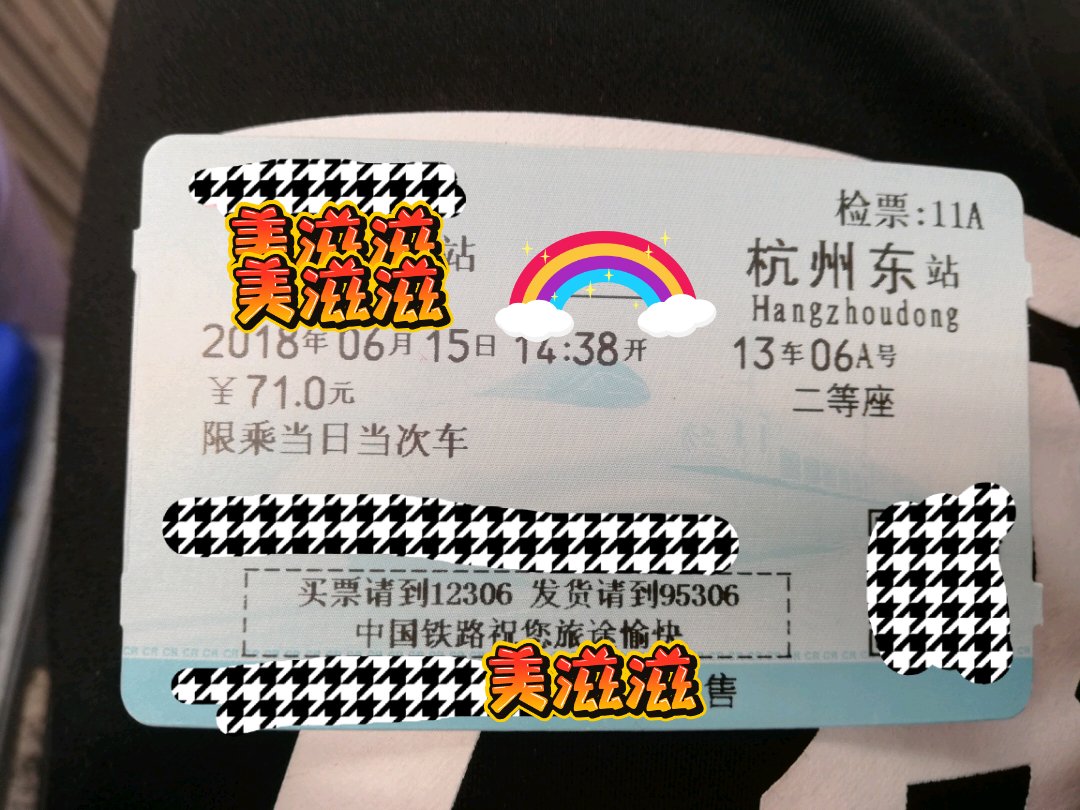 检票:11A
美滋滋
美滋滋
站
杭州东站
Hangzhoudong
2018年06月15日 14:38开
13车06A号
¥71.0元
二等座
限乘当日当次车
买票请到12306 发货请到95306
中国铁路祝您旅途愉快
美滋滋
售